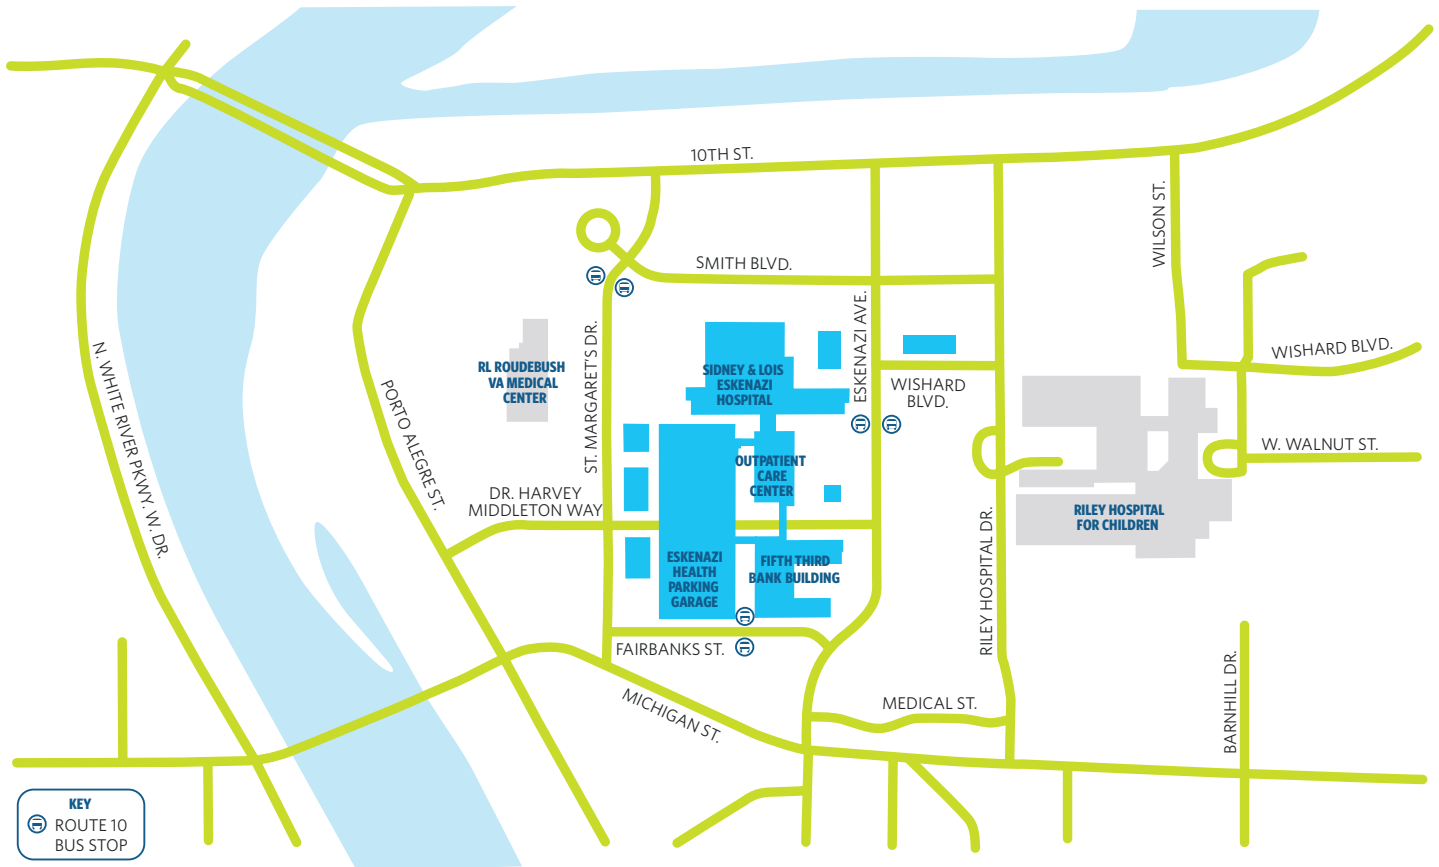 10TH ST.
WILSON ST.
SMITH BLVD.
ESKENAZI AVE.
ST. MARGARET'S DR.
N. WHITE RIVER PKWY. W. DR.
PORTO ALEGRE ST.
RL ROUDEBUSH
VA MEDICAL
CENTER
SIDNEY & LOIS
ESKENAZI
HOSPITAL
WISHARD
BLVD.
WISHARD BLVD.
W. WALNUT ST.
OUTPATIENT
CARE
CENTER
DR. HARVEY
MIDDLETON WAY
RILEY HOSPITAL
FOR CHILDREN
RILEY HOSPITAL DR.
ESKENAZI
HEALTH
PARKING
GARAGE
FIFTH THIRD
BANK BUILDING
FAIRBANKS ST.
MICHIGAN ST.
MEDICAL ST.
BARNHILL DR.
KEY
ROUTE 10
BUS STOP